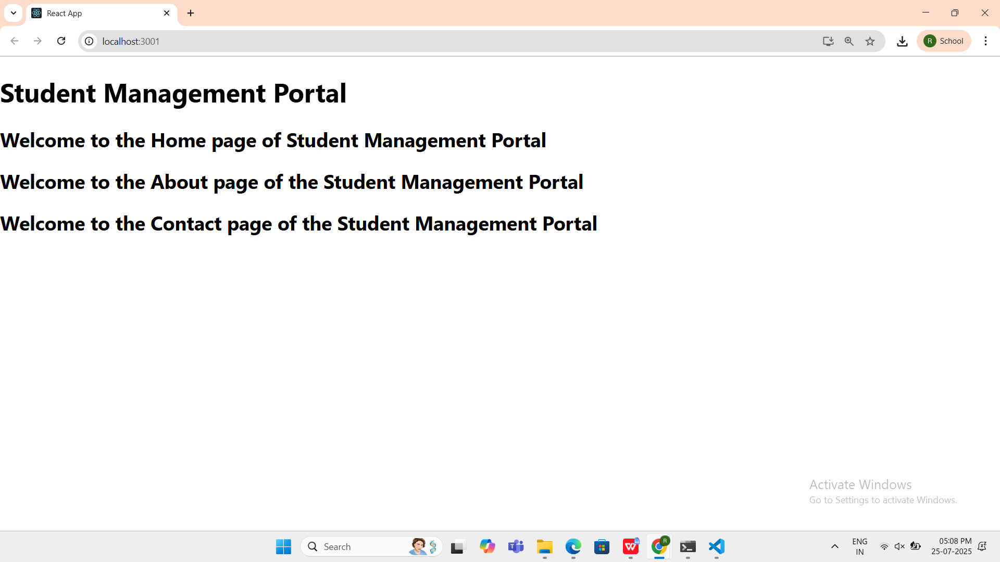 React App
localhost:3001
R School
Student Management Portal
Welcome to the Home page of Student Management Portal
Welcome to the About page of the Student Management Portal
Welcome to the Contact page of the Student Management Portal
Activate Windows
Go to Settings to activate Windows.
Search
R
ENG
IN
05:08 PM
25-07-2025